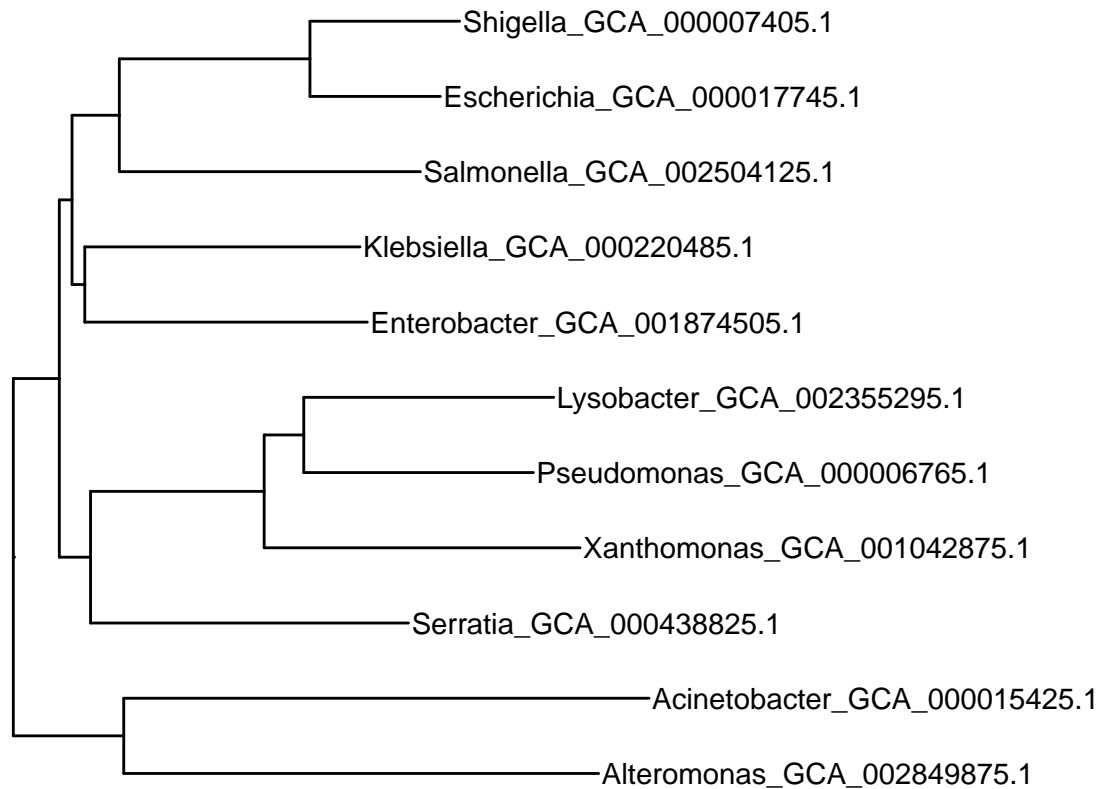 Shigella_GCA_000007405.1
Escherichia_GCA_000017745.1
Salmonella_GCA_002504125.1
Klebsiella_GCA_000220485.1
Enterobacter_GCA_001874505.1
Lysobacter_GCA_002355295.1
Pseudomonas_GCA_000006765.1
Xanthomonas_GCA_001042875.1
Serratia_GCA_000438825.1
Acinetobacter_GCA_000015425.1
Alteromonas_GCA_002849875.1